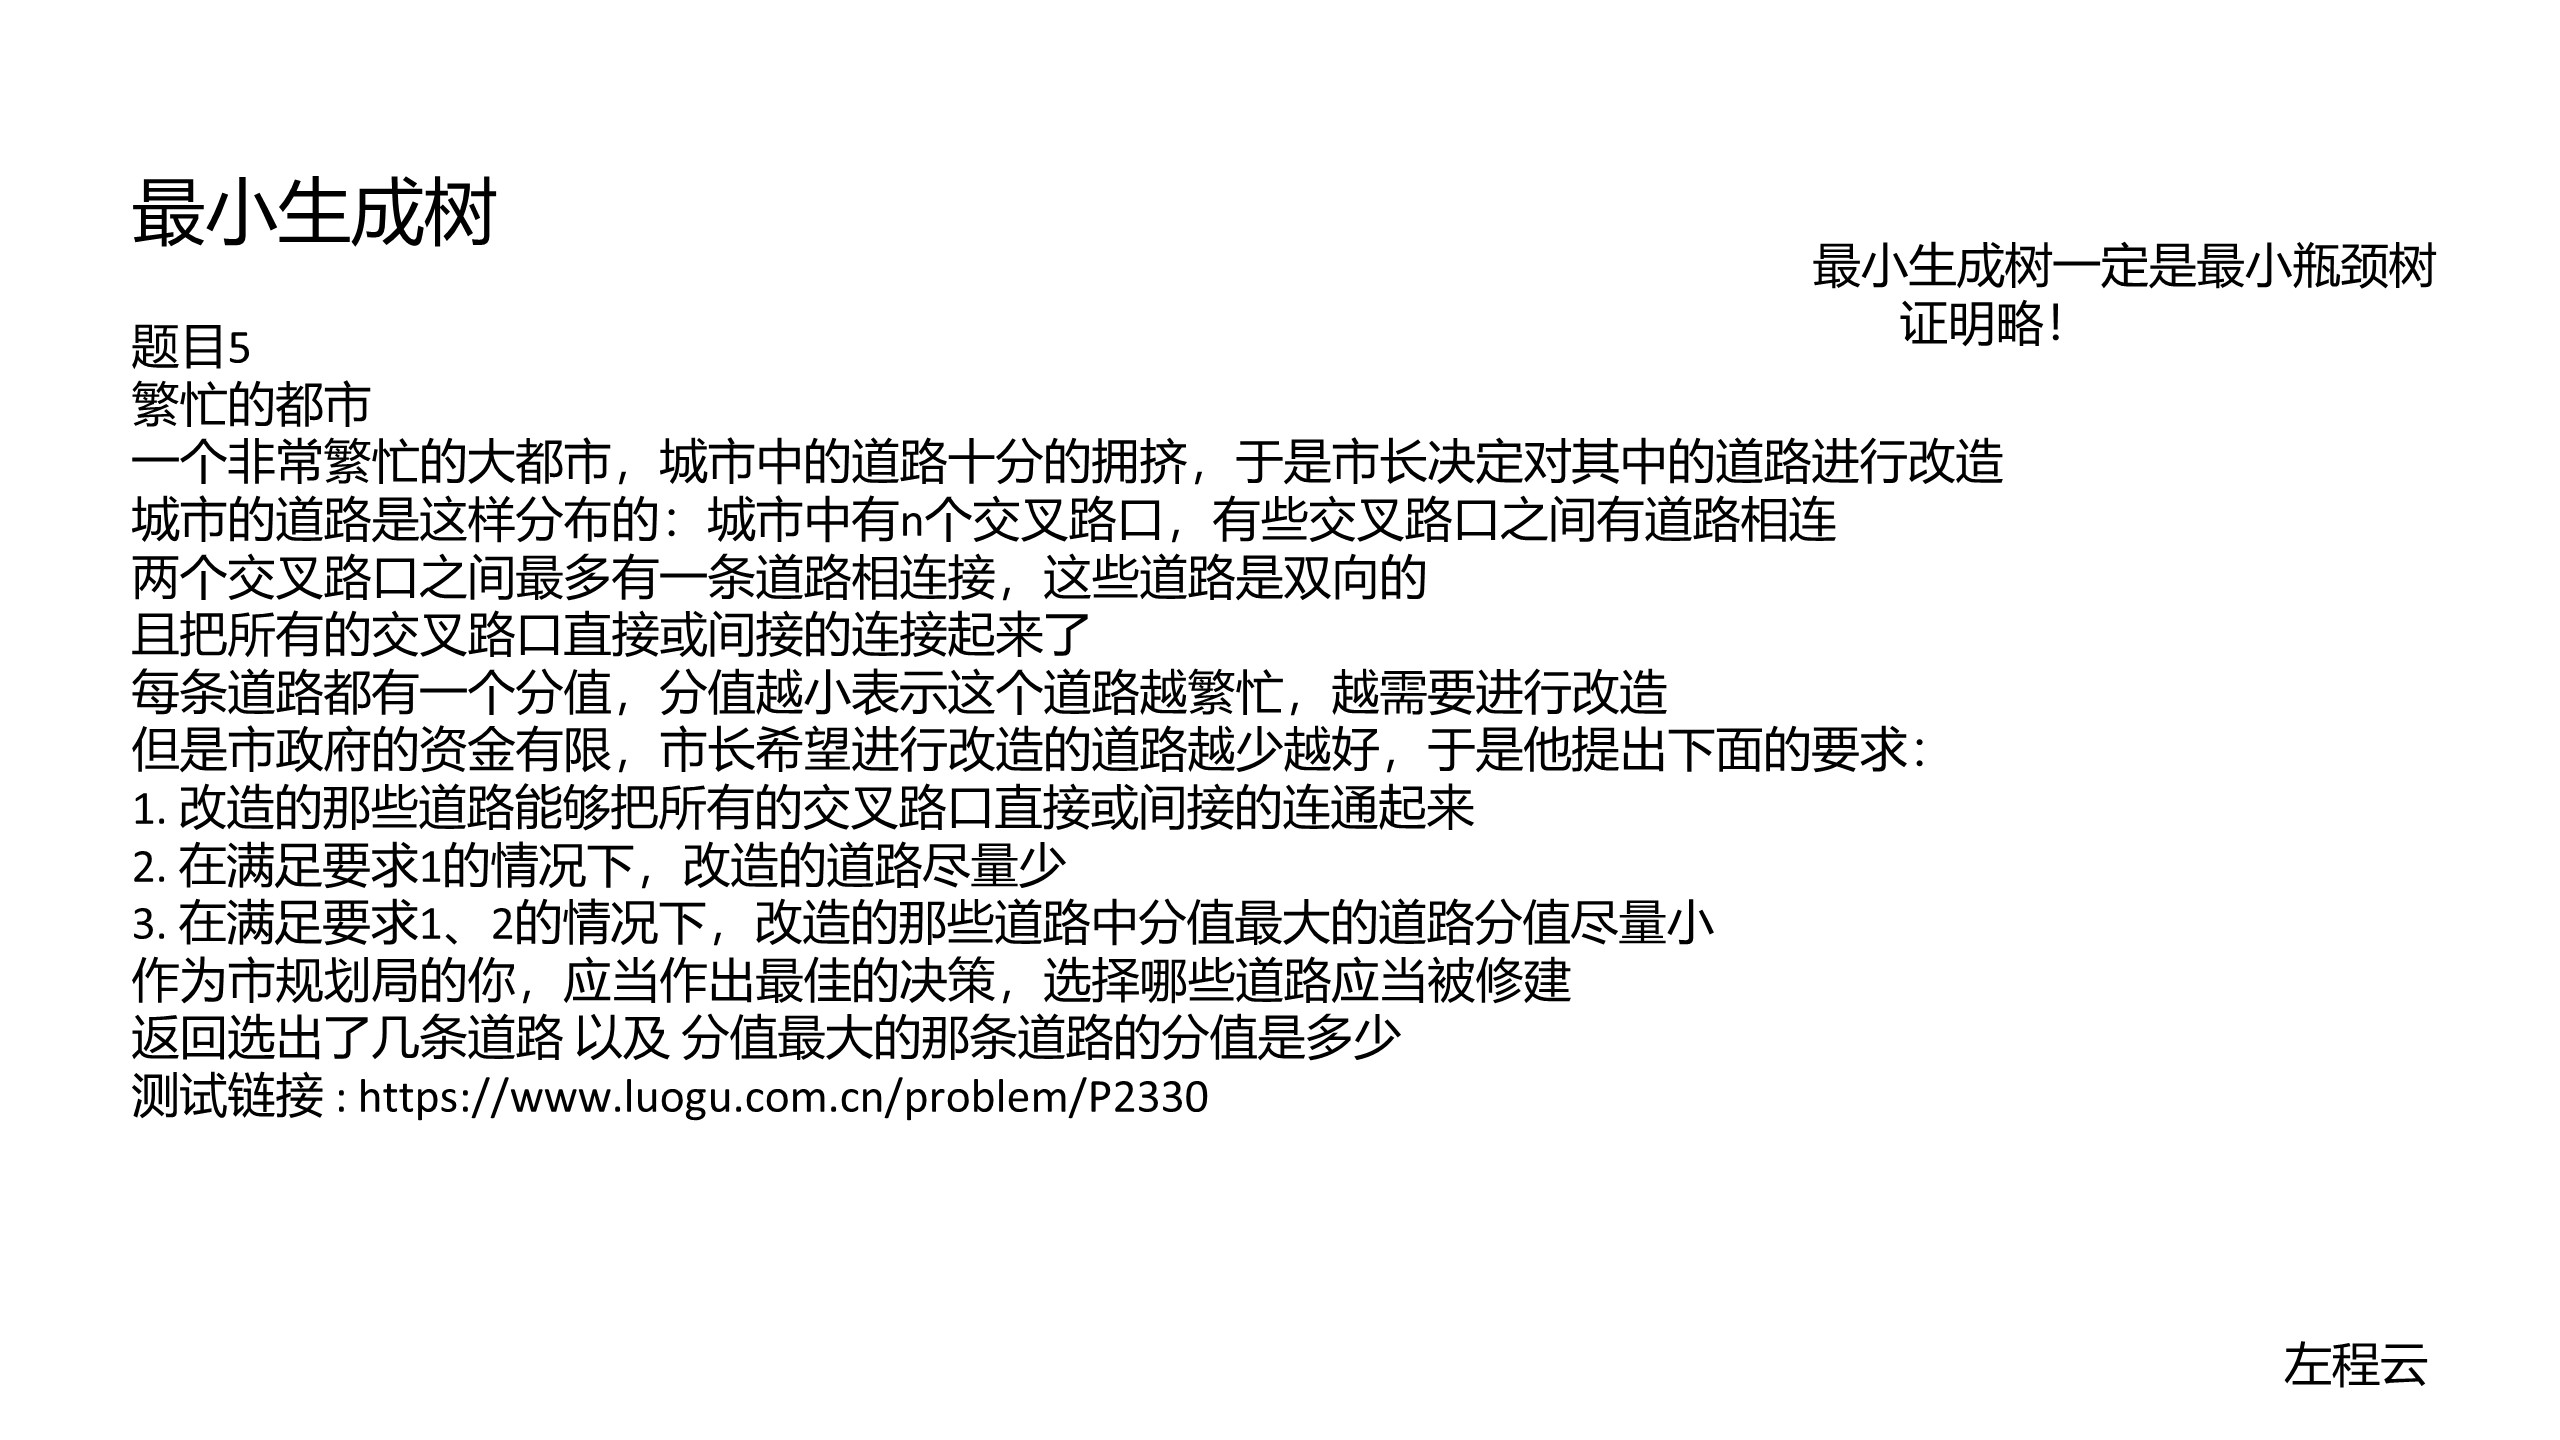 最小生成树
最小生成树一定是最小瓶颈树
证明略！
题目5
繁忙的都市
一个非常繁忙的大都市，城市中的道路十分的拥挤，于是市长决定对其中的道路进行改造
城市的道路是这样分布的：城市中有n个交叉路口，有些交叉路口之间有道路相连
两个交叉路口之间最多有一条道路相连接，这些道路是双向的
且把所有的交叉路口直接或间接的连接起来了
每条道路都有一个分值，分值越小表示这个道路越繁忙，越需要进行改造
但是市政府的资金有限，市长希望进行改造的道路越少越好，于是他提出下面的要求：
1. 改造的那些道路能够把所有的交叉路口直接或间接的连通起来
2. 在满足要求1的情况下，改造的道路尽量少
3. 在满足要求1、2的情况下，改造的那些道路中分值最大的道路分值尽量小
作为市规划局的你，应当作出最佳的决策，选择哪些道路应当被修建
返回选出了几条道路 以及 分值最大的那条道路的分值是多少
测试链接 : https://www.luogu.com.cn/problem/P2330
左程云